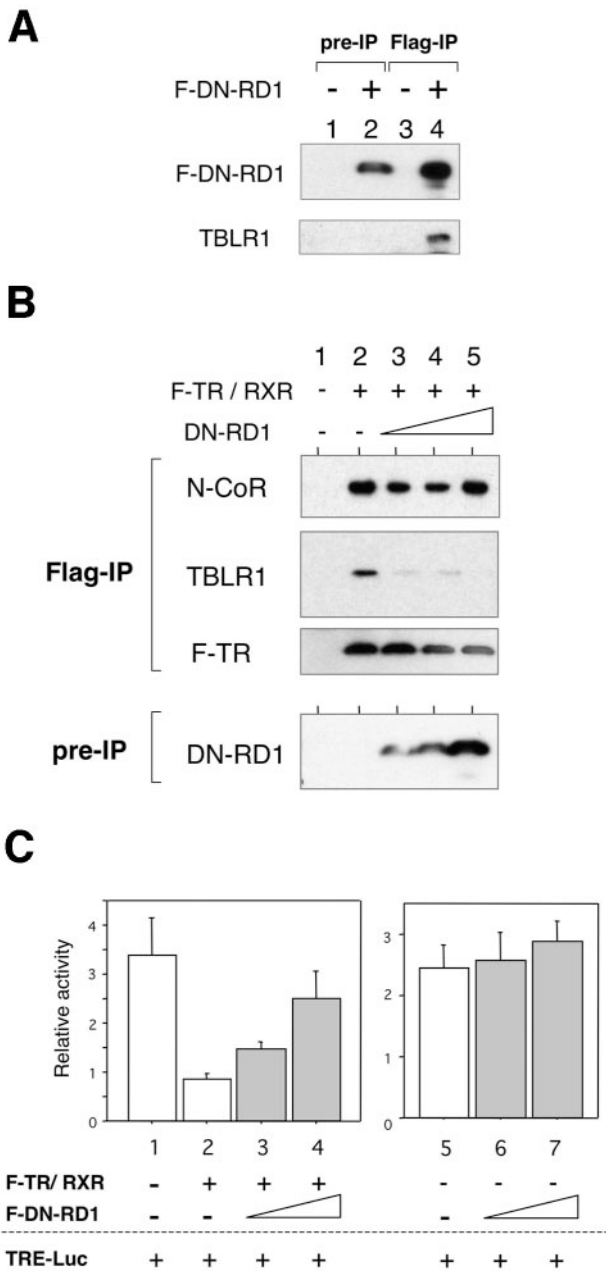 A
pre-IP Flag-IP
F-DN-RD1 - + - +
1 2 3 4
F-DN-RD1
TBLR1
B
1 2 3 4 5
F-TR / RXR - + + + +
DN-RD1 - -
N-CoR
Flag-IP TBLR1
F-TR
pre-IP DN-RD1
C
Relative activity
4
3
2
1
0
3
2
1
0
1 2 3 4 5 6 7
F-TR/ RXR - + + + - - -
F-DN-RD1 - - -
TRE-Luc + + + + + + +